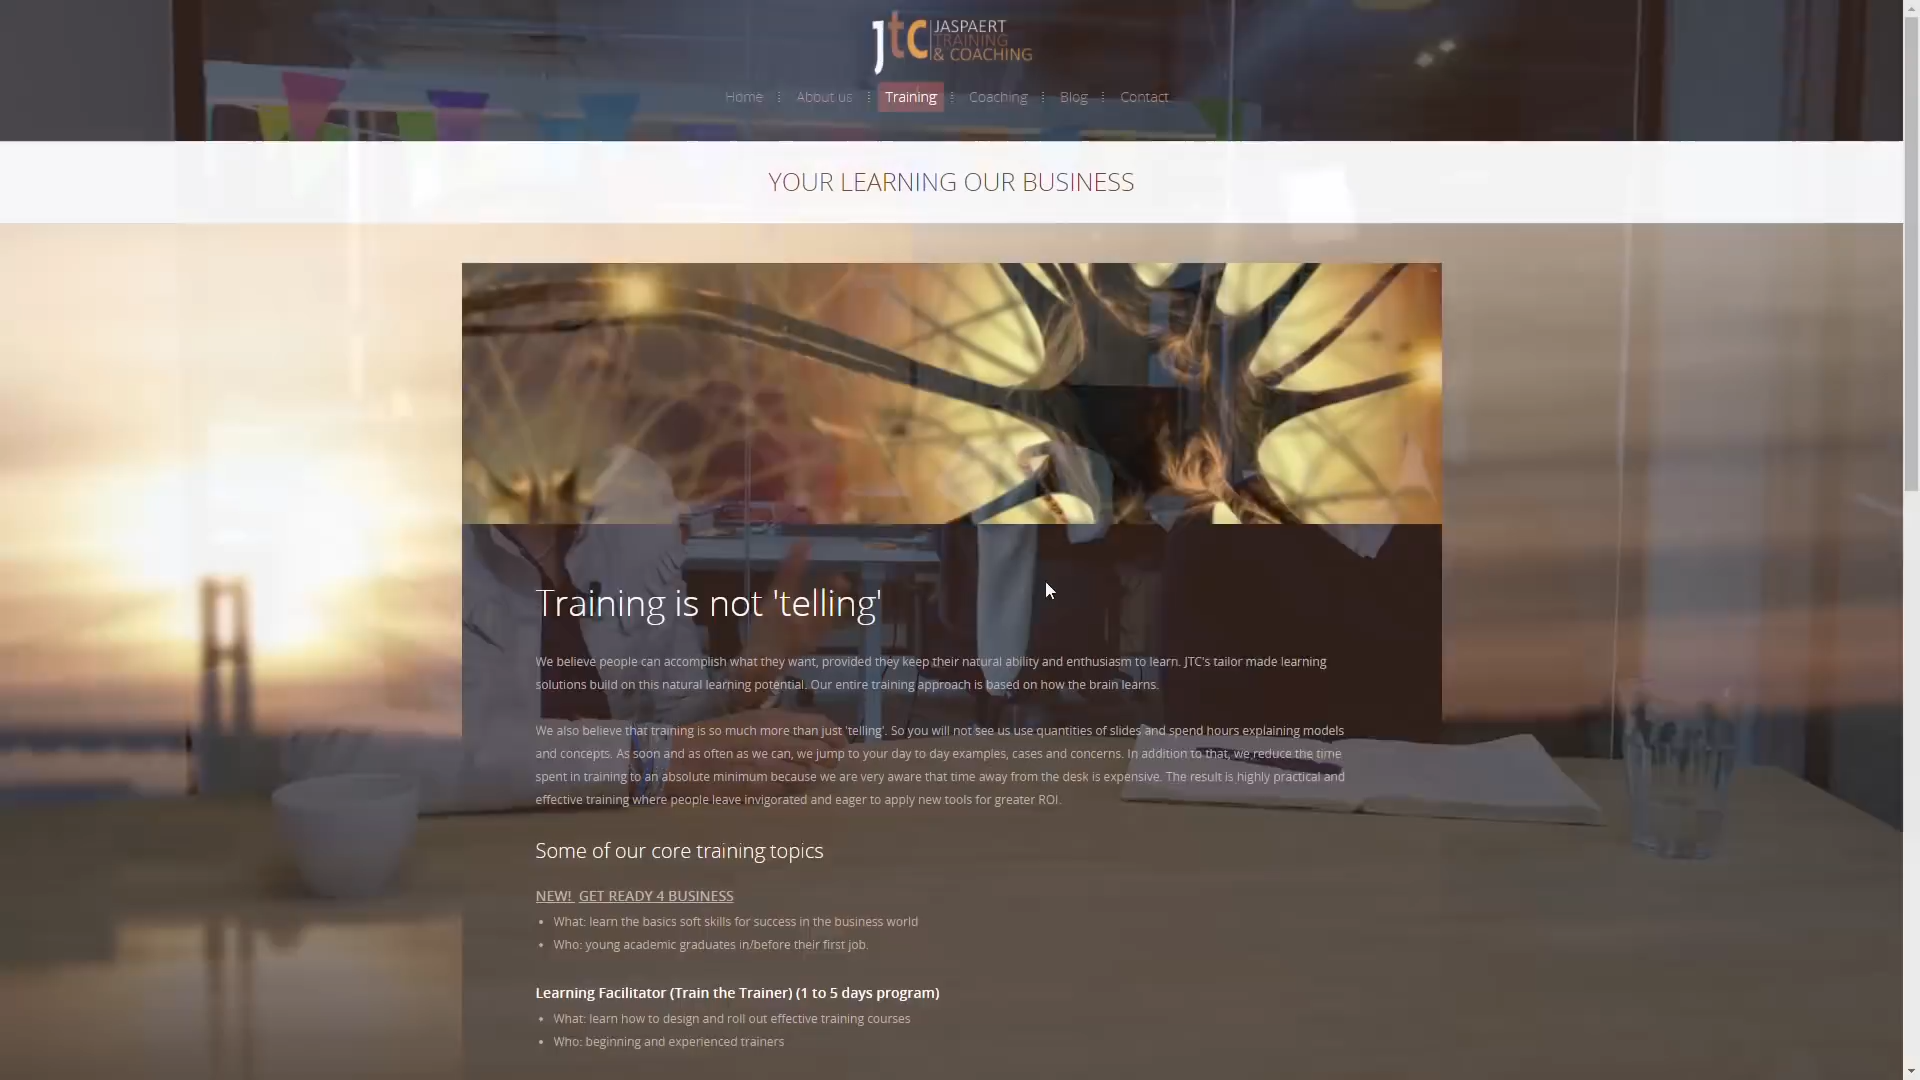 jtc JASPAERT
TRAINING
& COACHING
Home
About us
Training
Coaching
Blog
Contact
YOUR LEARNING OUR BUSINESS
Training is not 'telling'
We believe people can accomplish what they want, provided they keep their natural ability and enthusiasm to learn. JTC's tailor made learning
solutions build on this natural learning potential. Our entire training approach is based on how the brain learns.
We also believe that training is so much more than just 'telling'. So you will not see us use quantities of slides and spend hours explaining models
and concepts. As soon and as often as we can, we jump to your day to day examples, cases and concerns. In addition to that, we reduce the time
spent in training to an absolute minimum because we are very aware that time away from the desk is expensive. The result is highly practical and
effective training where people leave invigorated and eager to apply new tools for greater ROI.
Some of our core training topics
NEW! GET READY 4 BUSINESS
• What: learn the basics soft skills for success in the business world
• Who: young academic graduates in/before their first job.
Learning Facilitator (Train the Trainer) (1 to 5 days program)
• What: learn how to design and roll out effective training courses
• Who: beginning and experienced trainers